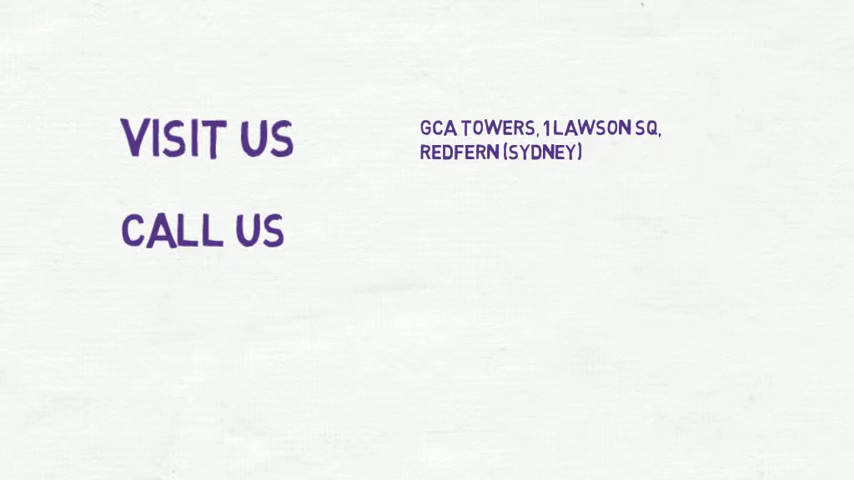 VISIT US
GCA TOWERS, 1 LAWSON SQ,
REDFERN (SYDNEY)
CALL US